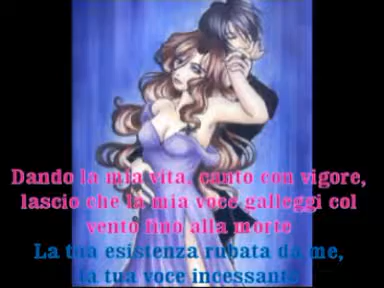 Dando la mia vita, canto con vigore,
lascio che la mia voce galleggi col
vento fino alla morte
La tua esistenza rubata da me,
la tua voce incessante